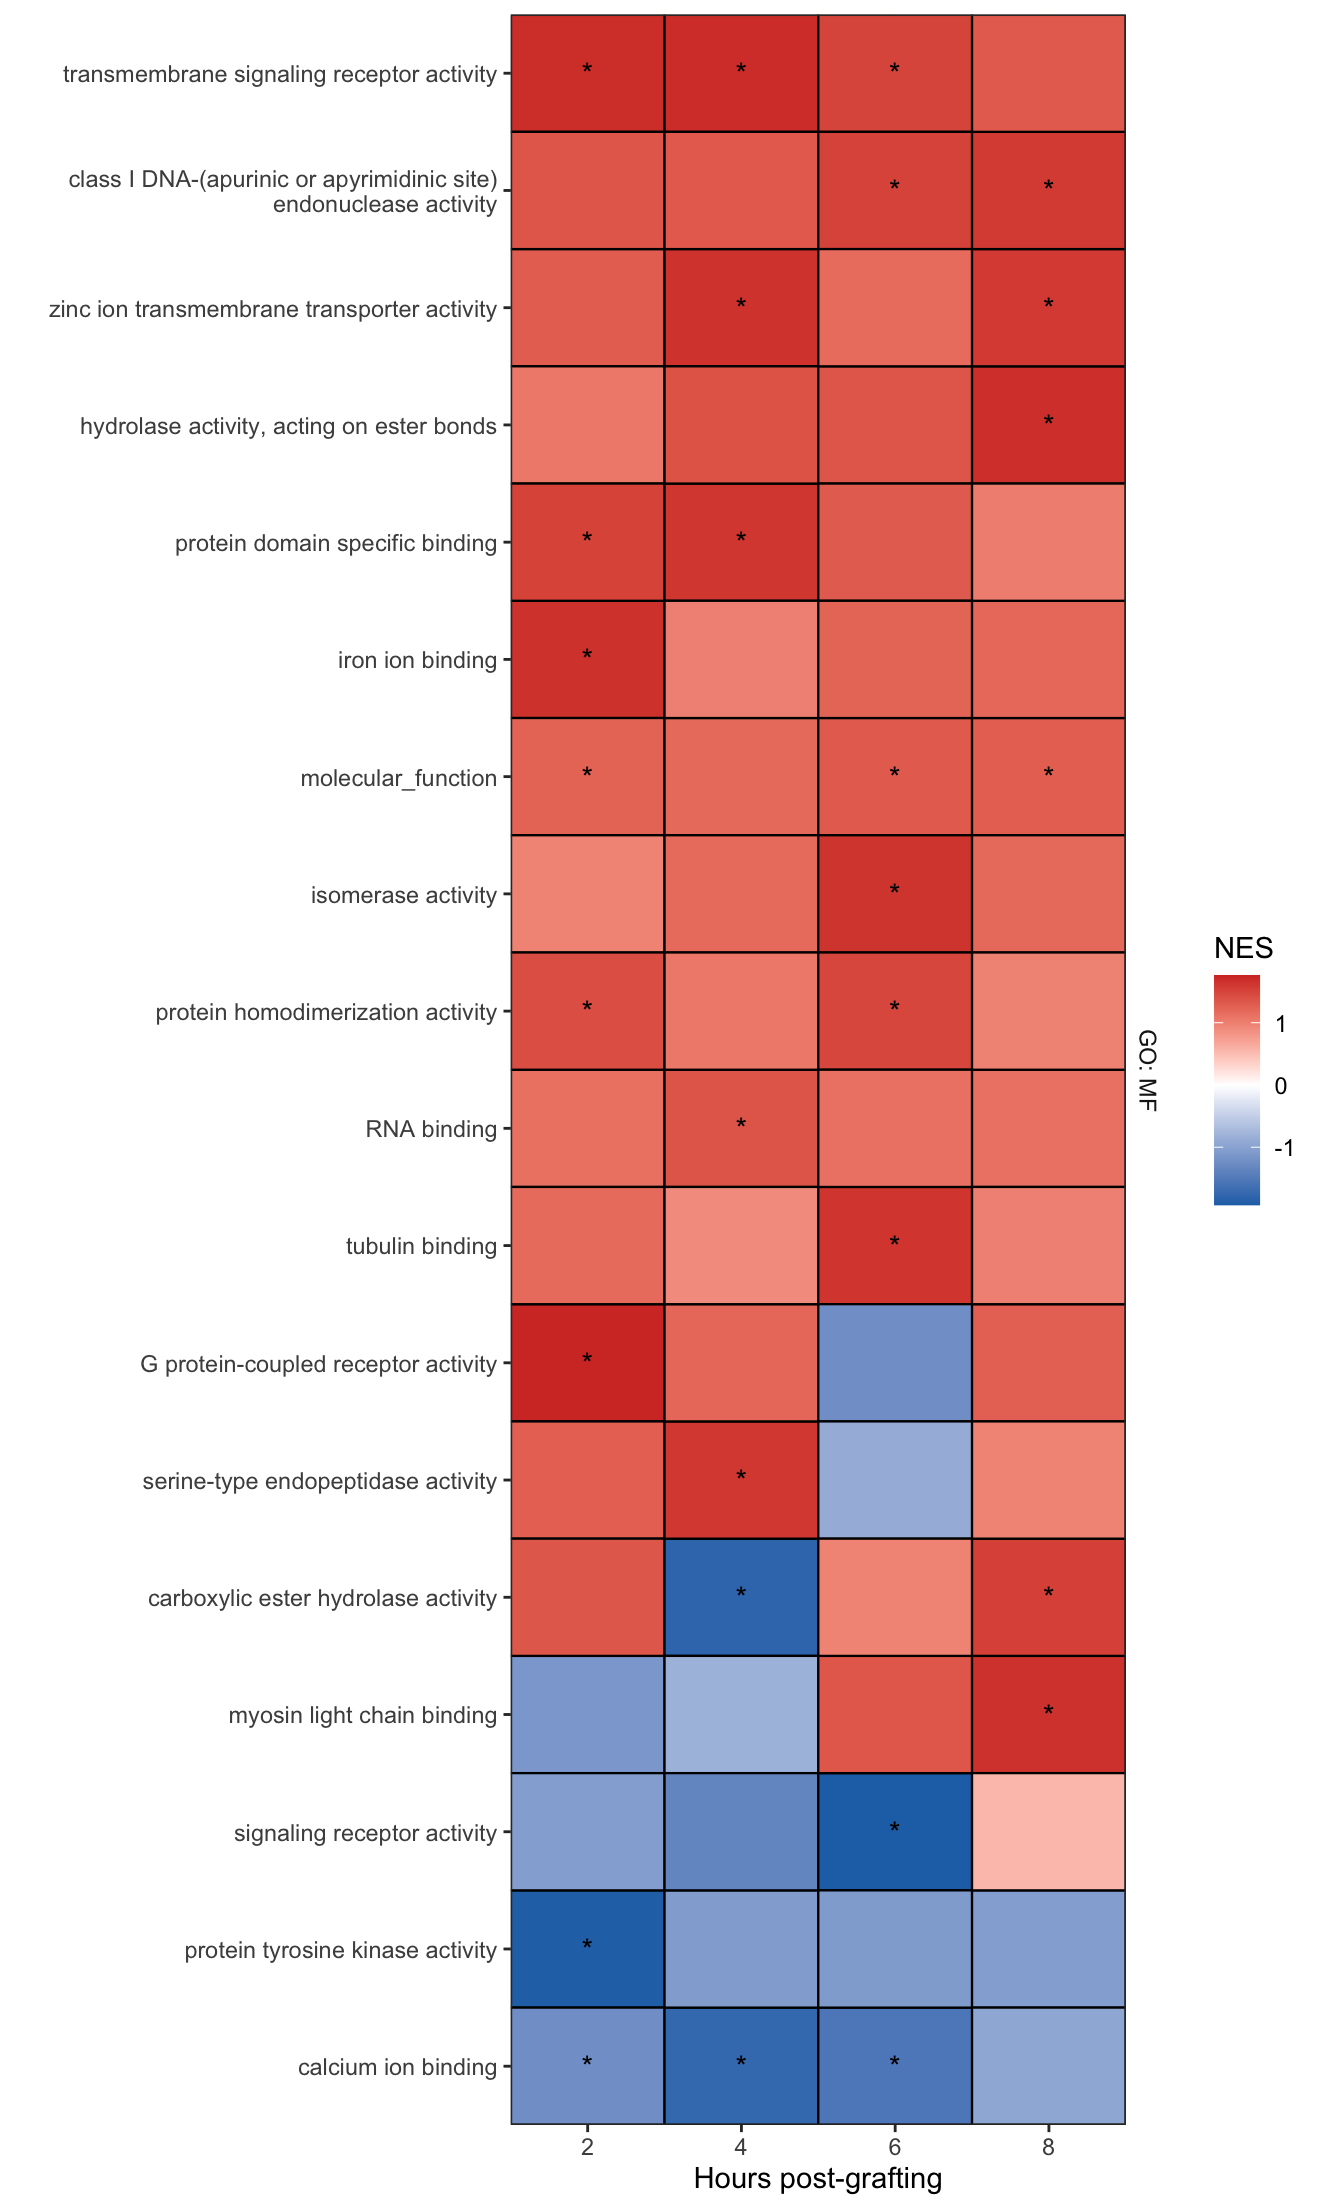 transmembrane signaling receptor activity * * *
class I DNA-(apurinic or apyrimidinic site)
endonuclease activity * *
zinc ion transmembrane transporter activity * *
hydrolase activity, acting on ester bonds *
protein domain specific binding * *
iron ion binding *
molecular_function * * *
isomerase activity *
protein homodimerization activity * *
RNA binding *
tubulin binding *
G protein-coupled receptor activity *
serine-type endopeptidase activity *
carboxylic ester hydrolase activity * *
myosin light chain binding *
signaling receptor activity *
protein tyrosine kinase activity *
calcium ion binding * * *
2 4 6 8
Hours post-grafting
GO: MF
NES
1
0
-1